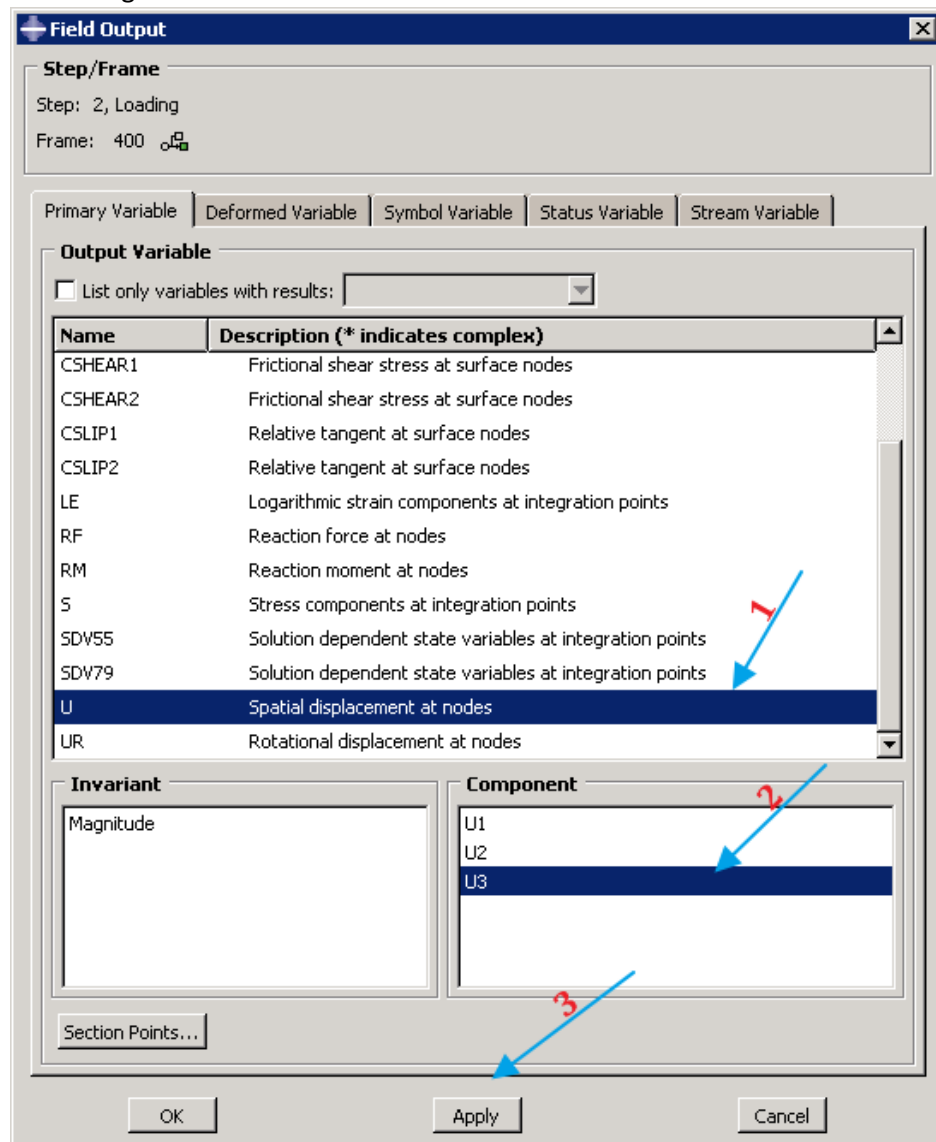 Field Output
Step/Frame
Step: 2, Loading
Frame: 400
Primary Variable Deformed Variable Symbol Variable Status Variable Stream Variable
Output Variable
List only variables with results:
Name Description (* indicates complex)
CSHEAR1 Frictional shear stress at surface nodes
CSHEAR2 Frictional shear stress at surface nodes
CSLIP1 Relative tangent at surface nodes
CSLIP2 Relative tangent at surface nodes
LE Logarithmic strain components at integration points
RF Reaction force at nodes
RM Reaction moment at nodes
S Stress components at integration points
1
SDV55 Solution dependent state variables at integration points
SDV79 Solution dependent state variables at integration points
U Spatial displacement at nodes
UR Rotational displacement at nodes
Invariant Component
2
Magnitude U1
U2
U3
3
Section Points...
OK Apply Cancel